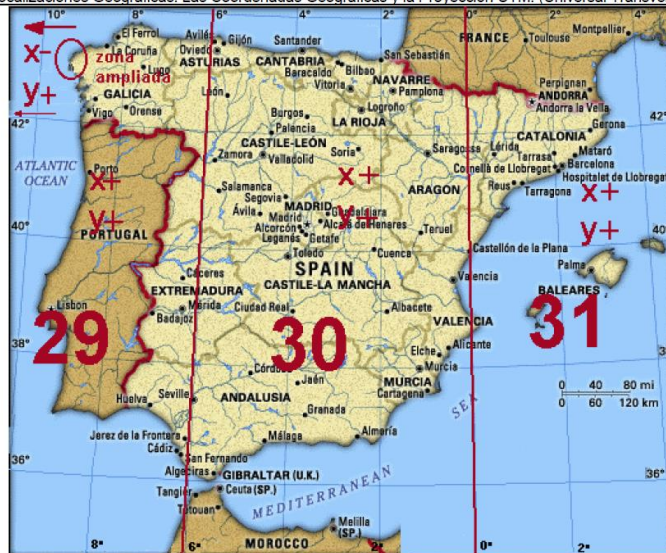 Localizaciones Geográficas. Las Coordenadas Geográficas y la Proyección UTM. (Universal Transver
x-
y+
zona
ampliada
El Ferrol
La Coruña
Lugo
GALICIA
Vigo
Orense
Avilés
Gijón
Oviedo
ASTURIAS
Santander
CANTABRIA
Baracaldo
Bilbao
Vitoria
San Sebastián
NAVARRE
Pamplona
FRANCE
Toulouse
Montpellier
Perpignan
ANDORRA
Andorra la Vella
42°
León
Burgos
Logroño
LA RIOJA
Palencia
CASTILE-LEÓN
Zamora
Valladolid
Soria
Saragossa
ARAGON
Lérida
CATALONIA
Gerona
Tarrasa
Mataró
Barcelona
Cornellá de Llobregat
Hospitalet de Llobregat
Reus
Tarragona
42°
ATLANTIC
OCEAN
Porto
x+
y+
PORTUGAL
Salamanca
Segovia
Ávila
MADRID
Madrid
Guadalajara
Alcalá de Henares
Alcorcón
Leganés
Getafe
x+
y+
Teruel
x+
y+
40°
Toledo
Cuenca
Castellón de la Plana
40°
SPAIN
CASTILE-LA MANCHA
Cáceres
EXTREMADURA
Mérida
Badajoz
Ciudad Real
Albacete
Valencia
VALENCIA
Palma
BALEARES
Lisbon
29
30
31
38°
Elche
Alicante
Murcia
MURCIA
Cartagena
38°
0 40 80 mi
0 60 120 km
Córdoba
Jaén
ANDALUSIA
Huelva
Seville
Granada
Almería
Málaga
Jerez de la Frontera
Cádiz
San Fernando
Algeciras
GIBRALTAR (U.K.)
Ceuta (SP.)
Tangier
Tetouan
Melilla
(SP.)
MOROCCO
MEDITERRANEAN
SEA
36°
36°
8°
6°
2°
0°
2°